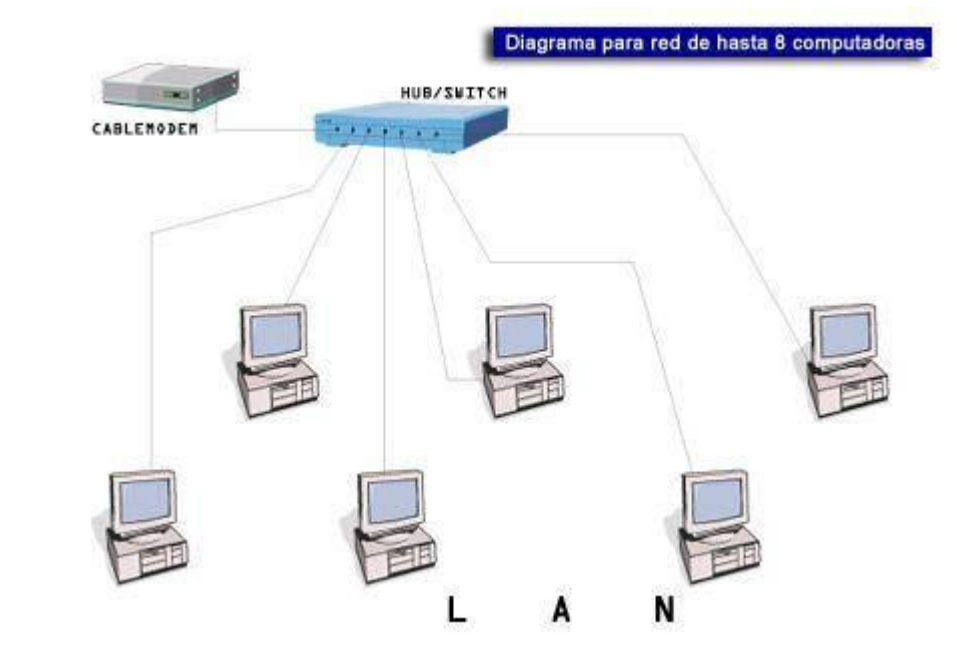 Diagrama para red de hasta 8 computadoras
HUB/SWITCH
CABLEMODEM
L A N